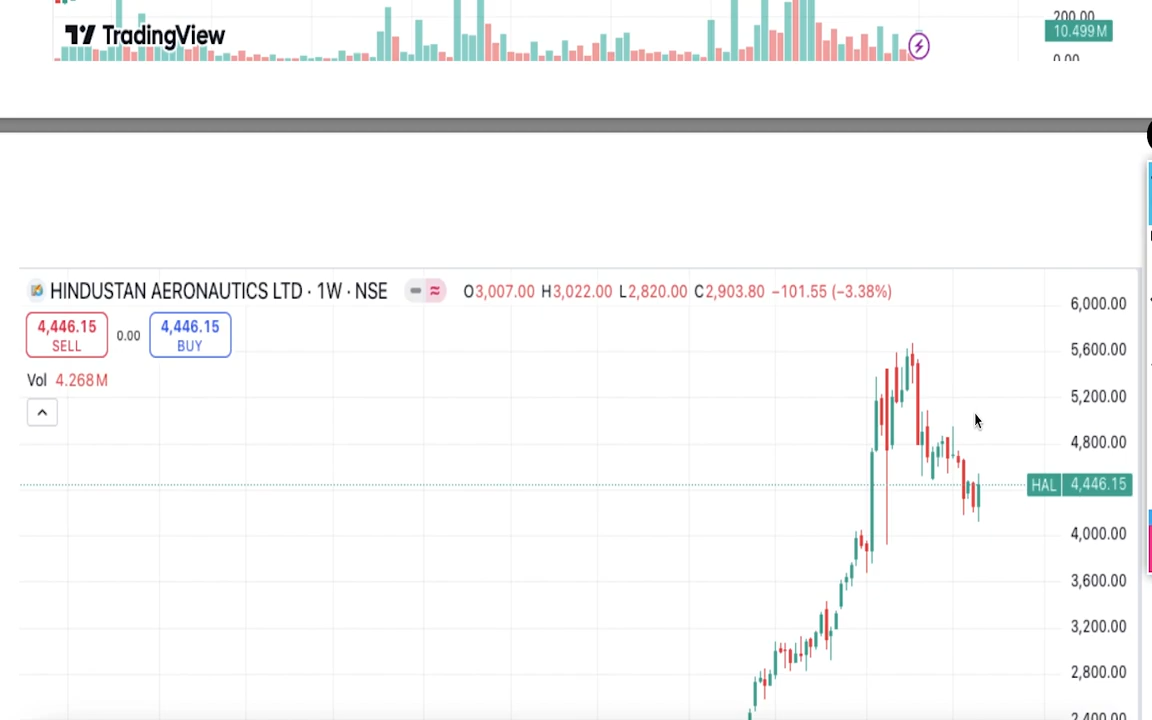 200.00
TradingView
10.499M
0.00
HINDUSTAN AERONAUTICS LTD · 1W · NSE
O3,007.00 H3,022.00 L2,820.00 C2,903.80 −101.55 (−3.38%)
6,000.00
4,446.15
SELL
0.00
4,446.15
BUY
5,600.00
Vol 4.268M
5,200.00
4,800.00
HAL 4,446.15
4,000.00
3,600.00
3,200.00
2,800.00
2,400.00